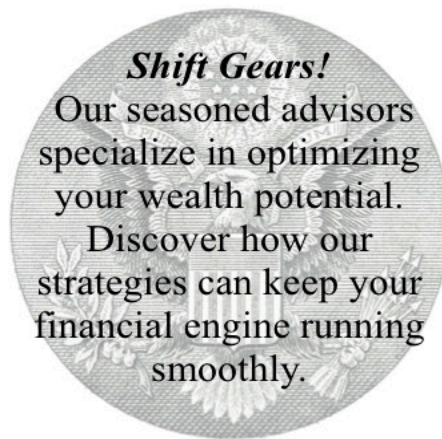 Shift Gears!
Our seasoned advisors
specialize in optimizing
your wealth potential.
Discover how our
strategies can keep your
financial engine running
smoothly.